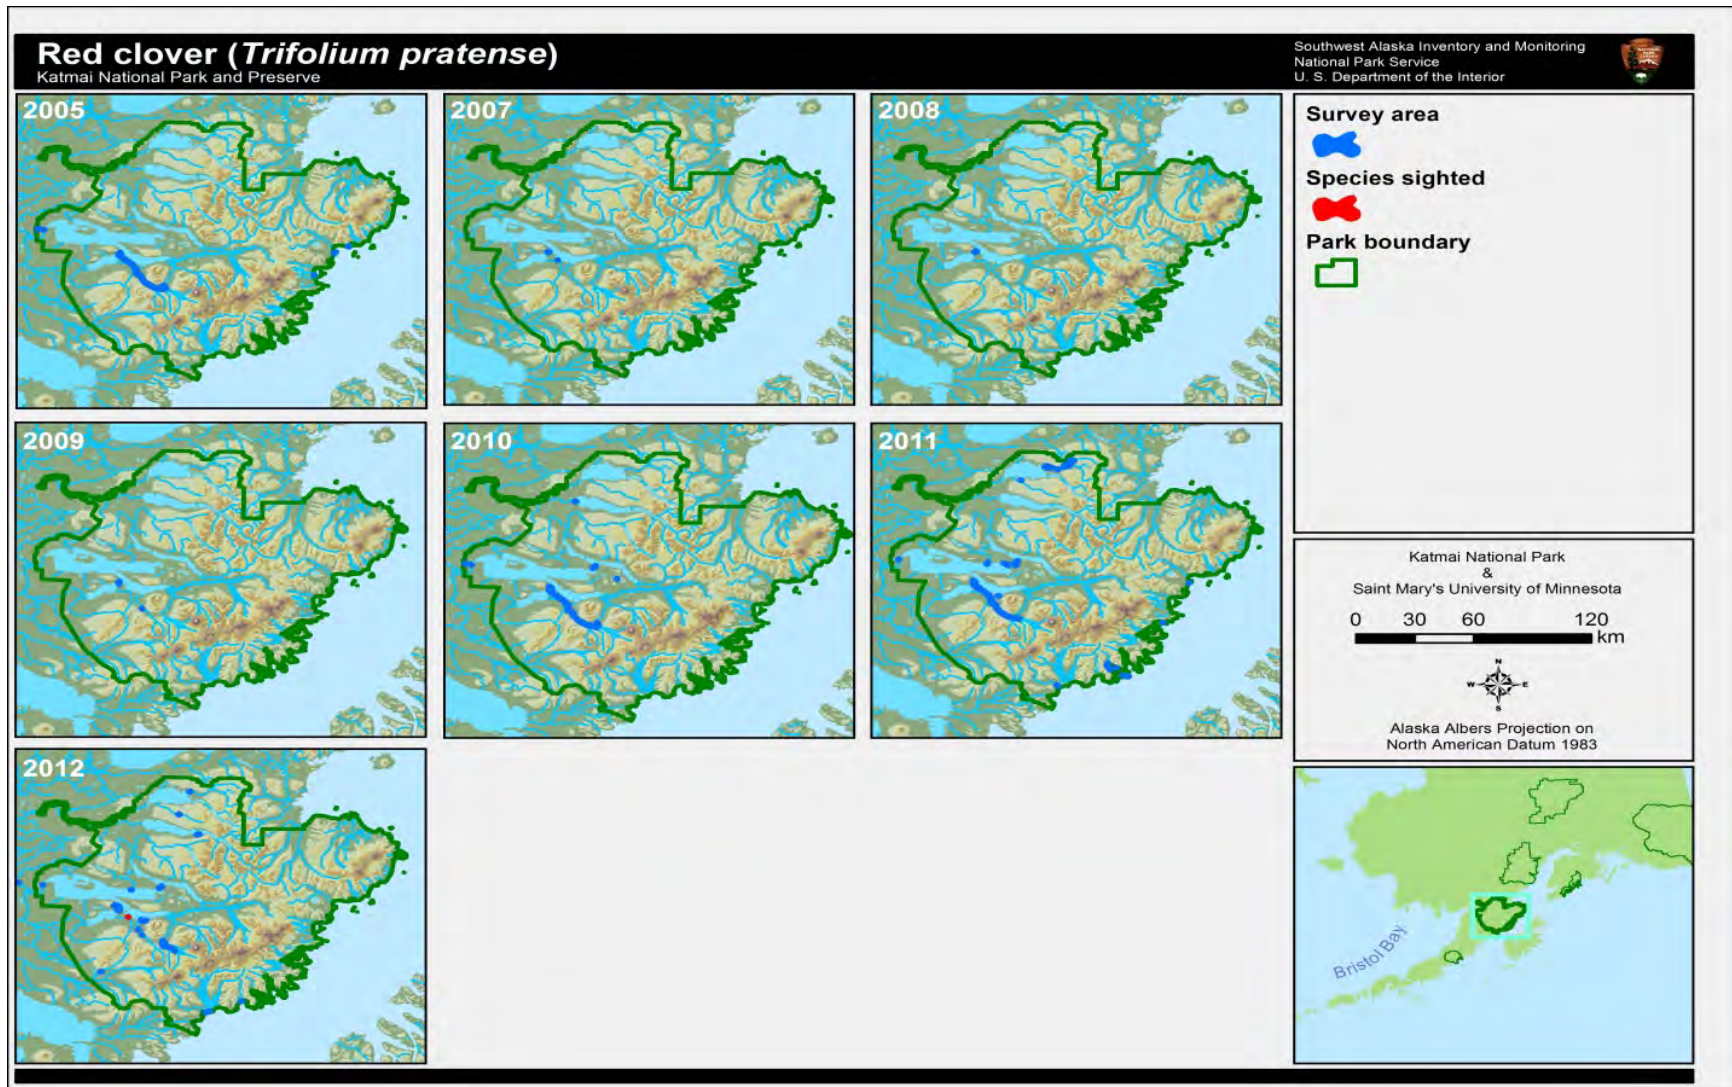 Red clover (Trifolium pratense)
Katmai National Park and Preserve
Southwest Alaska Inventory and Monitoring
National Park Service
U. S. Department of the Interior
2005
2007
2008
2009
2010
2011
2012
Survey area
Species sighted
Park boundary
Katmai National Park
&
Saint Mary's University of Minnesota
0 30 60 120
km
N
W E
S
Alaska Albers Projection on
North American Datum 1983
Bristol Bay